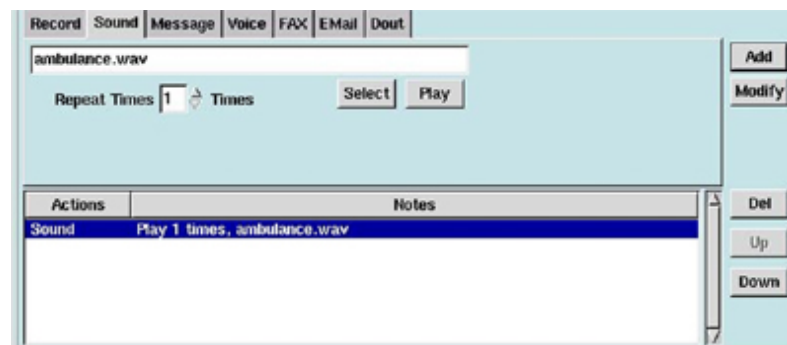 Record Sound Message Voice FAX EMail Dout
ambulance.wav
Add
Repeat Times 1 Times Select Play
Modify
Actions Notes
Del
Sound Play 1 times, ambulance.wav
Up
Down